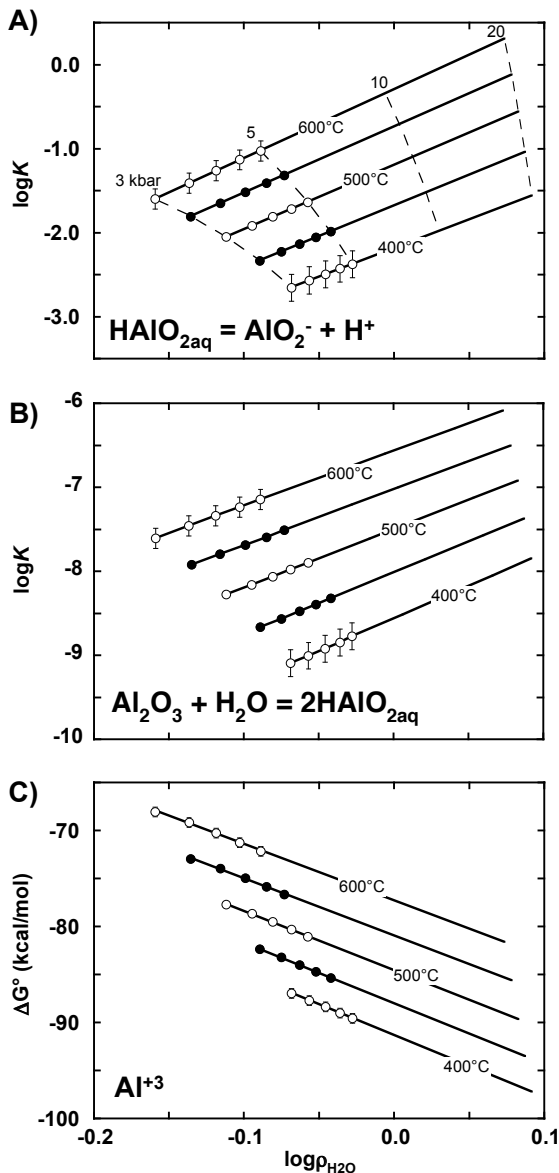 A)
0.0
-1.0
-2.0
-3.0
logK
3 kbar
5
10
20
600°C
500°C
400°C
HAlO2aq = AlO2- + H+
B)
-6
-7
-8
-9
-10
logK
600°C
500°C
400°C
Al2O3 + H2O = 2HAlO2aq
C)
-70
-80
-90
-100
ΔG° (kcal/mol)
600°C
500°C
400°C
Al+3
-0.2
-0.1
0.0
0.1
logρH2O